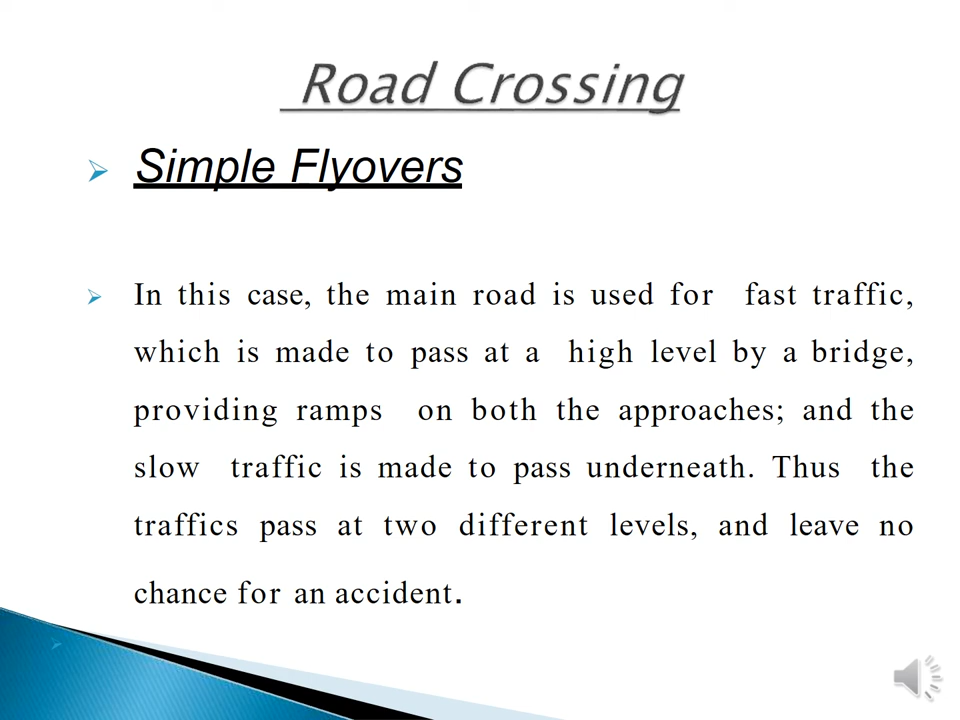 Road Crossing
Simple Flyovers
In this case, the main road is used for fast traffic,
which is made to pass at a high level by a bridge,
providing ramps on both the approaches; and the
slow traffic is made to pass underneath. Thus the
traffics pass at two different levels, and leave no
chance for an accident.